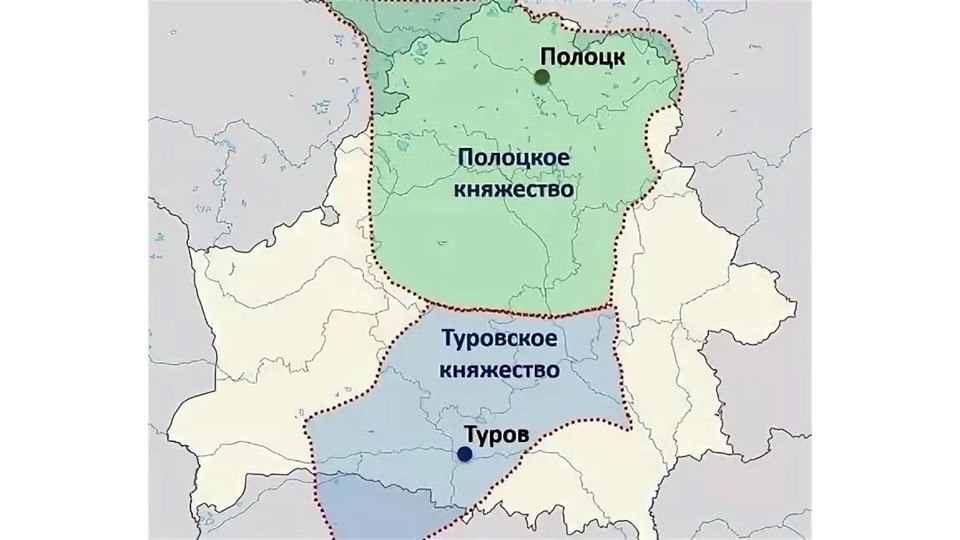 Полоцк
Полоцкое
княжество
Туровское
княжество
Туров